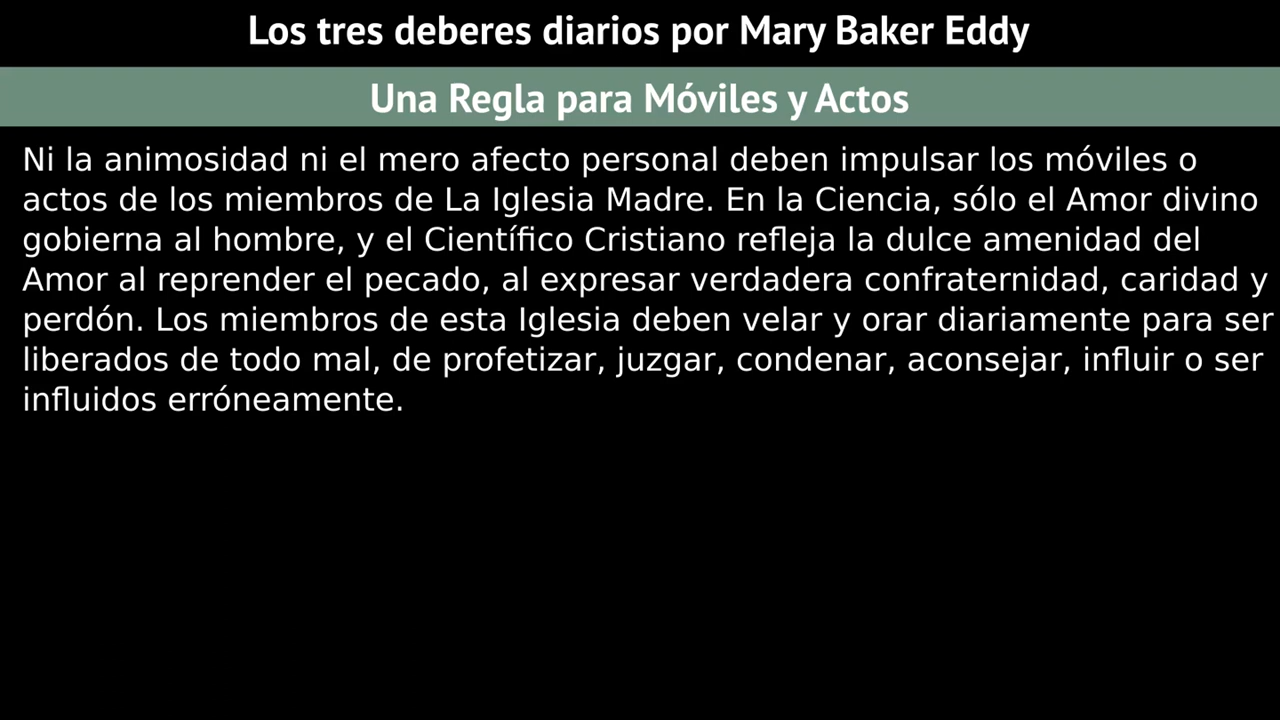 Los tres deberes diarios por Mary Baker Eddy
Una Regla para Móviles y Actos
Ni la animosidad ni el mero afecto personal deben impulsar los móviles o
actos de los miembros de La Iglesia Madre. En la Ciencia, sólo el Amor divino
gobierna al hombre, y el Científico Cristiano refleja la dulce amenidad del
Amor al reprender el pecado, al expresar verdadera confraternidad, caridad y
perdón. Los miembros de esta Iglesia deben velar y orar diariamente para ser
liberados de todo mal, de profetizar, juzgar, condenar, aconsejar, influir o ser
influidos erróneamente.